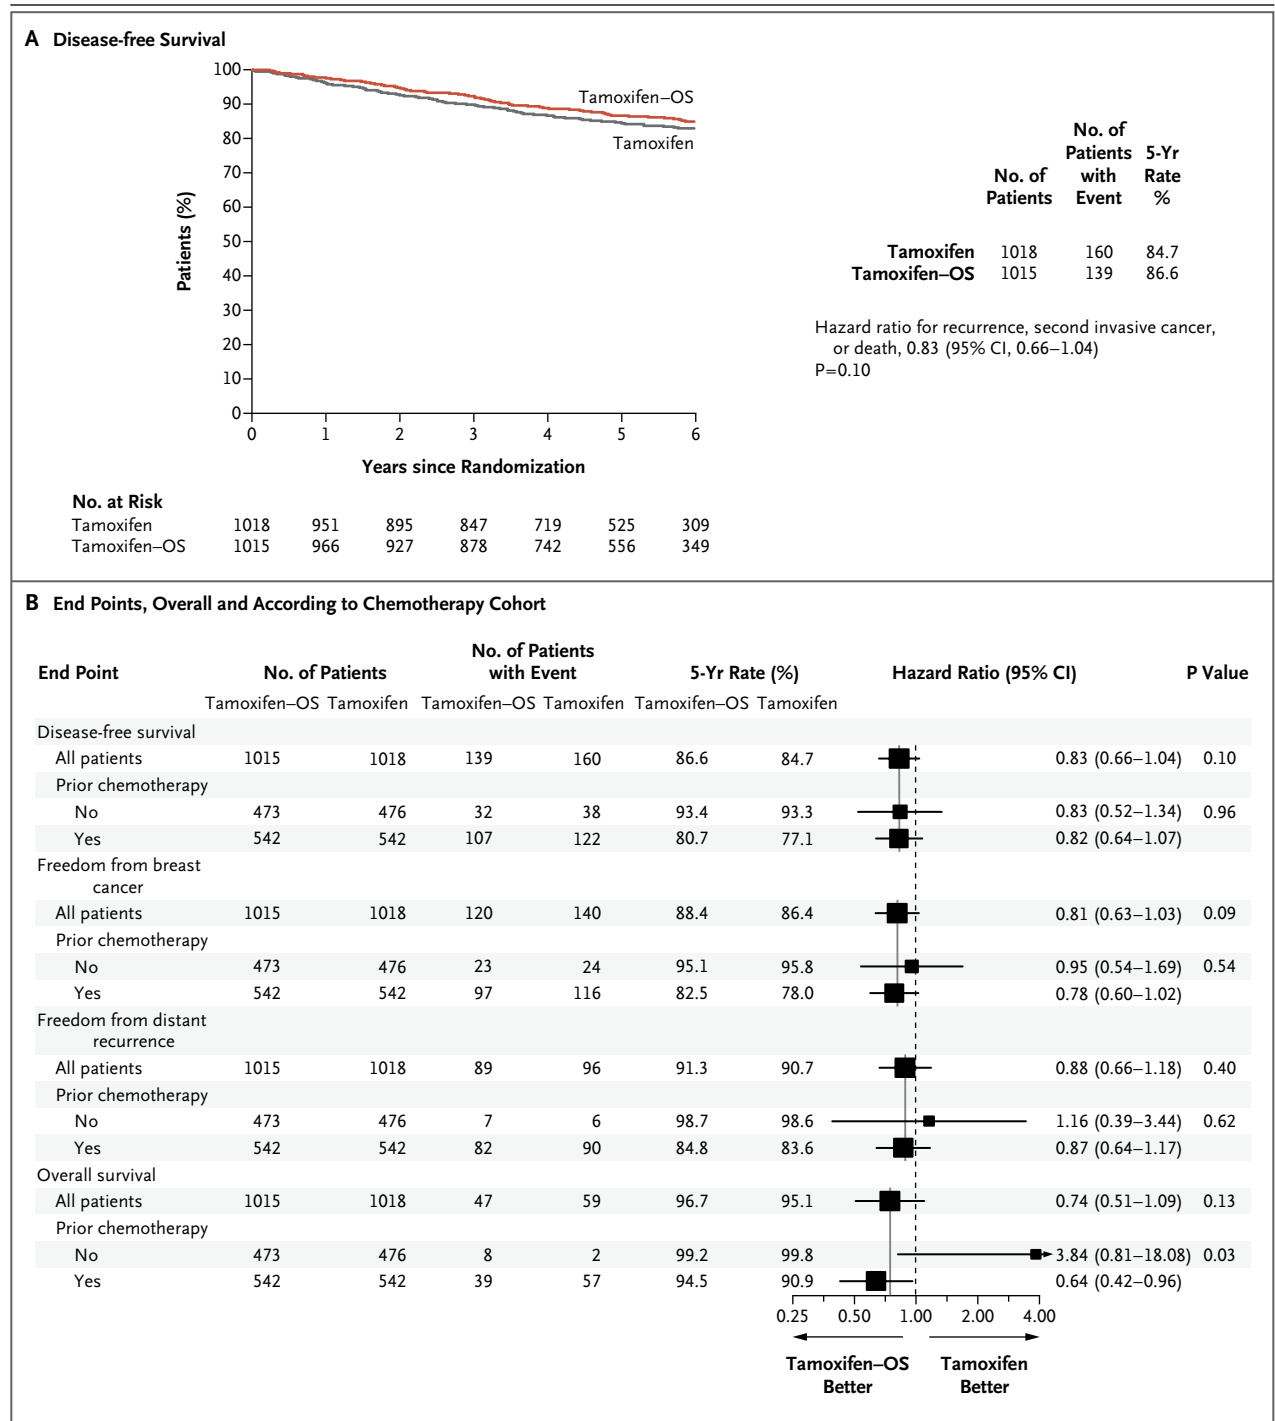 A Disease-free Survival
100
90
80
70
60
50
40
30
20
10
0
Patients (%)
Tamoxifen–OS
Tamoxifen
0 1 2 3 4 5 6
Years since Randomization
No. of Patients
No. of Patients with Event
5-Yr Rate %
Tamoxifen 1018 160 84.7
Tamoxifen–OS 1015 139 86.6
Hazard ratio for recurrence, second invasive cancer,
or death, 0.83 (95% CI, 0.66–1.04)
P=0.10
No. at Risk
Tamoxifen 1018 951 895 847 719 525 309
Tamoxifen–OS 1015 966 927 878 742 556 349
B End Points, Overall and According to Chemotherapy Cohort
End Point No. of Patients No. of Patients with Event 5-Yr Rate (%) Hazard Ratio (95% CI) P Value
Tamoxifen–OS Tamoxifen Tamoxifen–OS Tamoxifen Tamoxifen–OS Tamoxifen
Disease-free survival
All patients 1015 1018 139 160 86.6 84.7 0.83 (0.66–1.04) 0.10
Prior chemotherapy
No 473 476 32 38 93.4 93.3 0.83 (0.52–1.34) 0.96
Yes 542 542 107 122 80.7 77.1 0.82 (0.64–1.07)
Freedom from breast
cancer
All patients 1015 1018 120 140 88.4 86.4 0.81 (0.63–1.03) 0.09
Prior chemotherapy
No 473 476 23 24 95.1 95.8 0.95 (0.54–1.69) 0.54
Yes 542 542 97 116 82.5 78.0 0.78 (0.60–1.02)
Freedom from distant
recurrence
All patients 1015 1018 89 96 91.3 90.7 0.88 (0.66–1.18) 0.40
Prior chemotherapy
No 473 476 7 6 98.7 98.6 1.16 (0.39–3.44) 0.62
Yes 542 542 82 90 84.8 83.6 0.87 (0.64–1.17)
Overall survival
All patients 1015 1018 47 59 96.7 95.1 0.74 (0.51–1.09) 0.13
Prior chemotherapy
No 473 476 8 2 99.2 99.8 3.84 (0.81–18.08) 0.03
Yes 542 542 39 57 94.5 90.9 0.64 (0.42–0.96)
0.25 0.50 1.00 2.00 4.00
Tamoxifen–OS Tamoxifen
Better Better